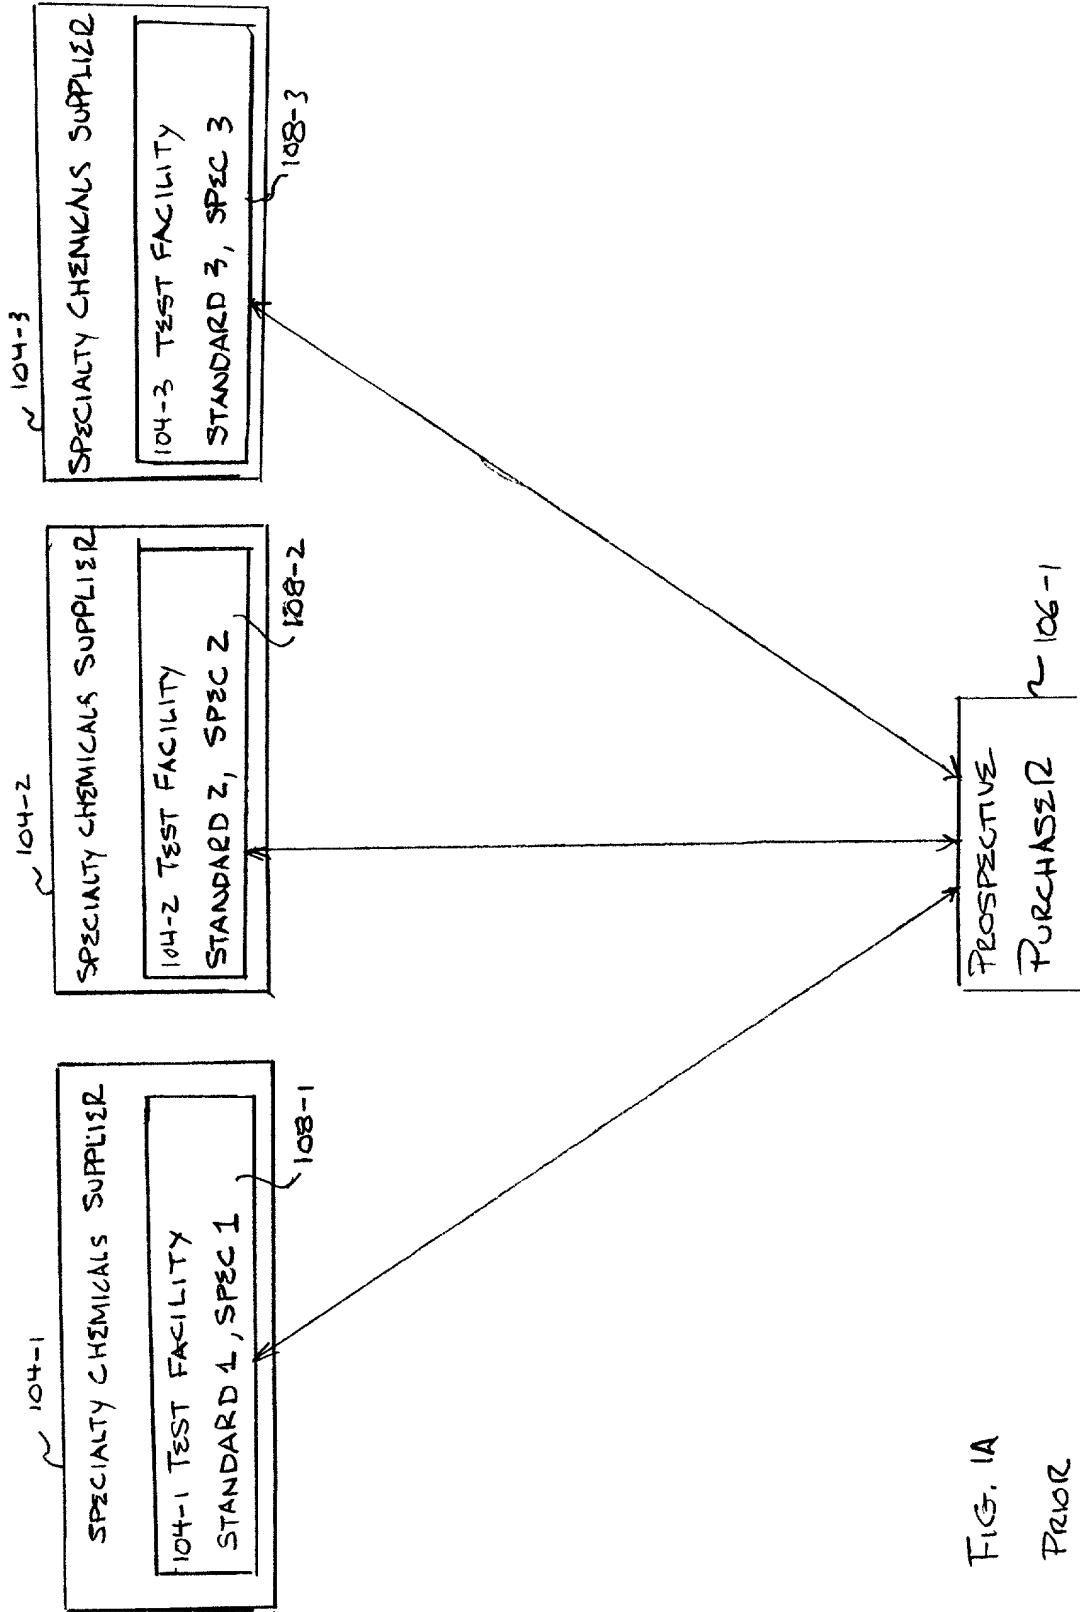 104-1
SPECIALTY CHEMICALS SUPPLIER
104-1 TEST FACILITY
STANDARD 1, SPEC 1
108-1
104-2
SPECIALTY CHEMICALS SUPPLIER
104-2 TEST FACILITY
STANDARD 2, SPEC 2
108-2
104-3
SPECIALTY CHEMICALS SUPPLIER
104-3 TEST FACILITY
STANDARD 3, SPEC 3
108-3
PROSPECTIVE
PURCHASER
106-1
FIG. 1A
PRIOR